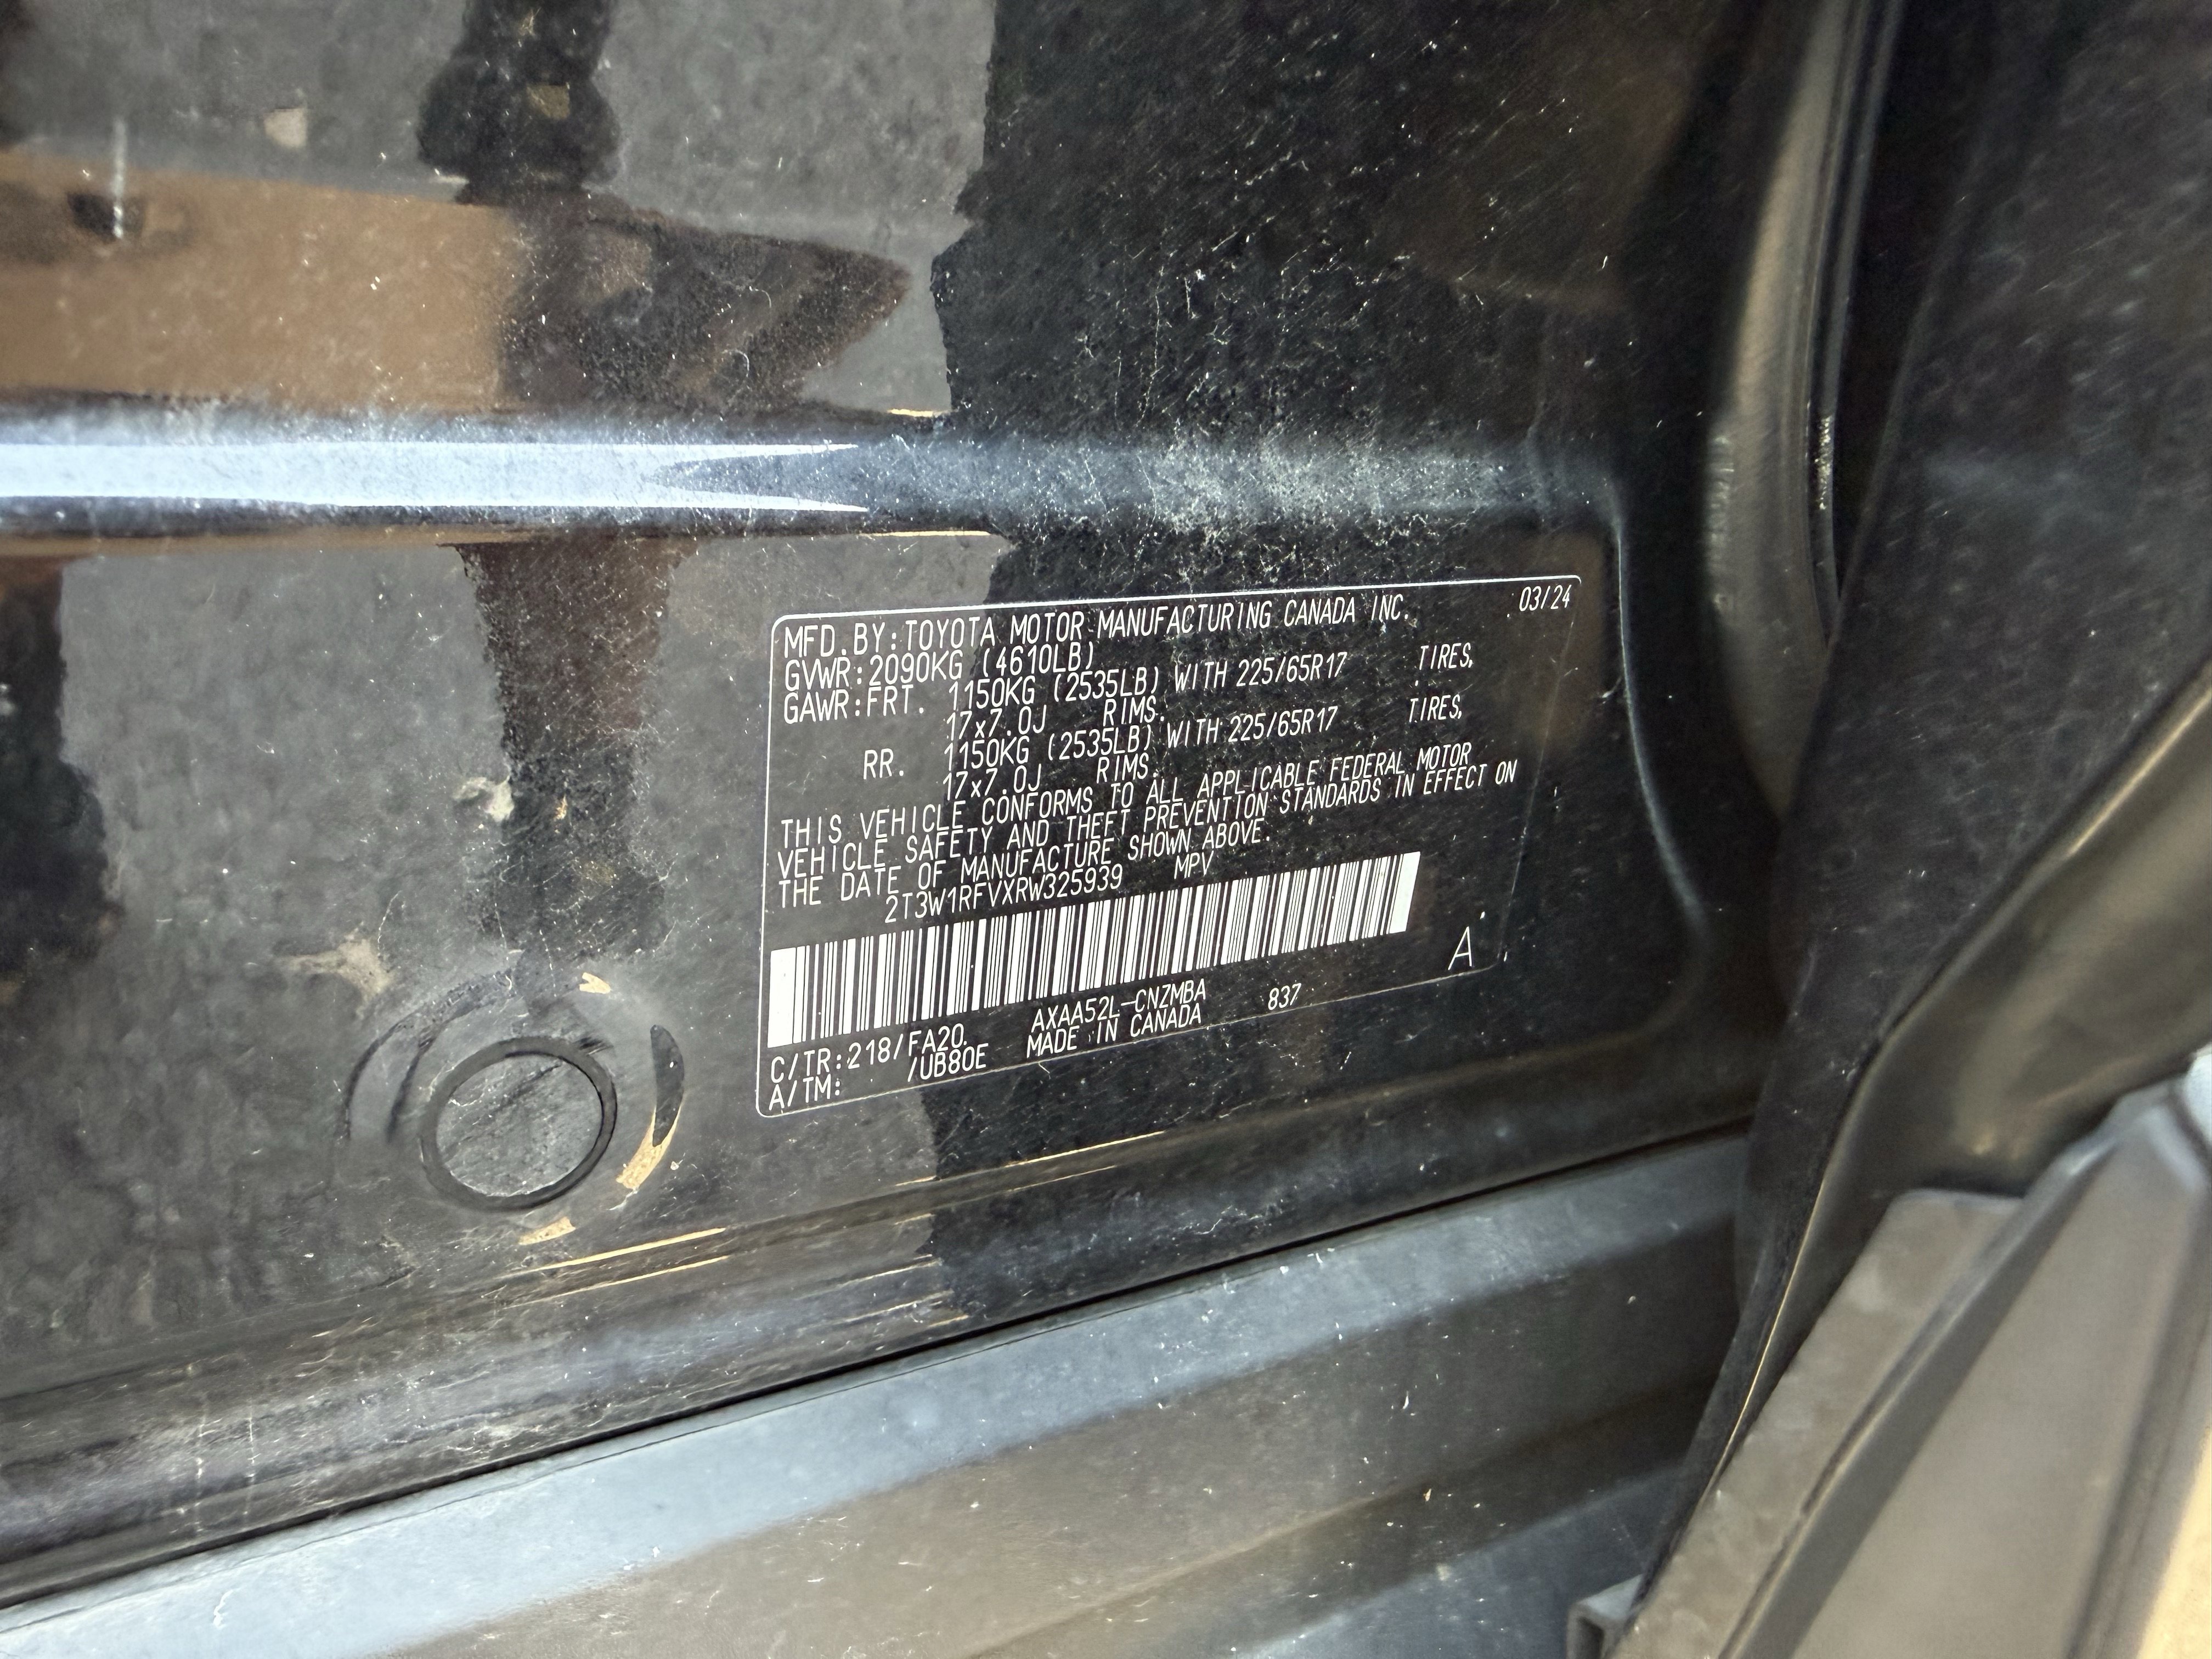 MFD.BY:TOYOTA MOTOR MANUFACTURING CANADA INC. 03/24
GVWR:2090KG (4610LB)
GAWR:FRT. 1150KG (2535LB) WITH 225/65R17 TIRES,
17x7.0J RIMS.
RR. 1150KG (2535LB) WITH 225/65R17 TIRES,
17x7.0J RIMS.
THIS VEHICLE CONFORMS TO ALL APPLICABLE FEDERAL MOTOR
VEHICLE SAFETY AND THEFT PREVENTION STANDARDS IN EFFECT ON
THE DATE OF MANUFACTURE SHOWN ABOVE.
2T3W1RFVXRW325939 MPV
A
C/TR:218/FA20. AXAA52L-CNZMBA 837
A/TM: /UB80E MADE IN CANADA